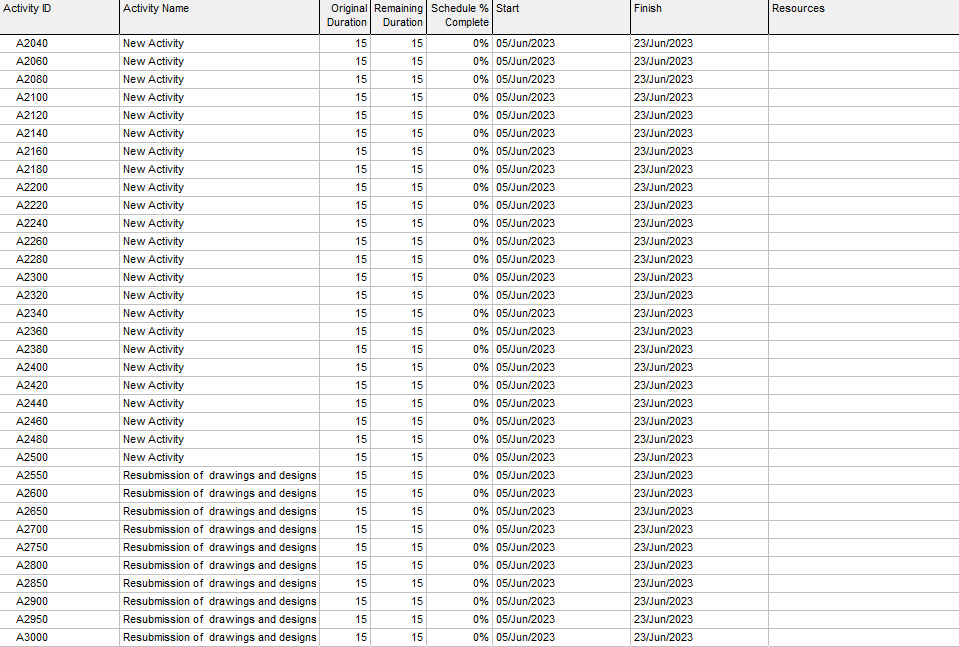 Activity ID Activity Name Original Duration Remaining Duration Schedule % Complete Start Finish Resources
A2040 New Activity 15 15 0% 05/Jun/2023 23/Jun/2023
A2060 New Activity 15 15 0% 05/Jun/2023 23/Jun/2023
A2080 New Activity 15 15 0% 05/Jun/2023 23/Jun/2023
A2100 New Activity 15 15 0% 05/Jun/2023 23/Jun/2023
A2120 New Activity 15 15 0% 05/Jun/2023 23/Jun/2023
A2140 New Activity 15 15 0% 05/Jun/2023 23/Jun/2023
A2160 New Activity 15 15 0% 05/Jun/2023 23/Jun/2023
A2180 New Activity 15 15 0% 05/Jun/2023 23/Jun/2023
A2200 New Activity 15 15 0% 05/Jun/2023 23/Jun/2023
A2220 New Activity 15 15 0% 05/Jun/2023 23/Jun/2023
A2240 New Activity 15 15 0% 05/Jun/2023 23/Jun/2023
A2260 New Activity 15 15 0% 05/Jun/2023 23/Jun/2023
A2280 New Activity 15 15 0% 05/Jun/2023 23/Jun/2023
A2300 New Activity 15 15 0% 05/Jun/2023 23/Jun/2023
A2320 New Activity 15 15 0% 05/Jun/2023 23/Jun/2023
A2340 New Activity 15 15 0% 05/Jun/2023 23/Jun/2023
A2360 New Activity 15 15 0% 05/Jun/2023 23/Jun/2023
A2380 New Activity 15 15 0% 05/Jun/2023 23/Jun/2023
A2400 New Activity 15 15 0% 05/Jun/2023 23/Jun/2023
A2420 New Activity 15 15 0% 05/Jun/2023 23/Jun/2023
A2440 New Activity 15 15 0% 05/Jun/2023 23/Jun/2023
A2460 New Activity 15 15 0% 05/Jun/2023 23/Jun/2023
A2480 New Activity 15 15 0% 05/Jun/2023 23/Jun/2023
A2500 New Activity 15 15 0% 05/Jun/2023 23/Jun/2023
A2550 Resubmission of drawings and designs 15 15 0% 05/Jun/2023 23/Jun/2023
A2600 Resubmission of drawings and designs 15 15 0% 05/Jun/2023 23/Jun/2023
A2650 Resubmission of drawings and designs 15 15 0% 05/Jun/2023 23/Jun/2023
A2700 Resubmission of drawings and designs 15 15 0% 05/Jun/2023 23/Jun/2023
A2750 Resubmission of drawings and designs 15 15 0% 05/Jun/2023 23/Jun/2023
A2800 Resubmission of drawings and designs 15 15 0% 05/Jun/2023 23/Jun/2023
A2850 Resubmission of drawings and designs 15 15 0% 05/Jun/2023 23/Jun/2023
A2900 Resubmission of drawings and designs 15 15 0% 05/Jun/2023 23/Jun/2023
A2950 Resubmission of drawings and designs 15 15 0% 05/Jun/2023 23/Jun/2023
A3000 Resubmission of drawings and designs 15 15 0% 05/Jun/2023 23/Jun/2023